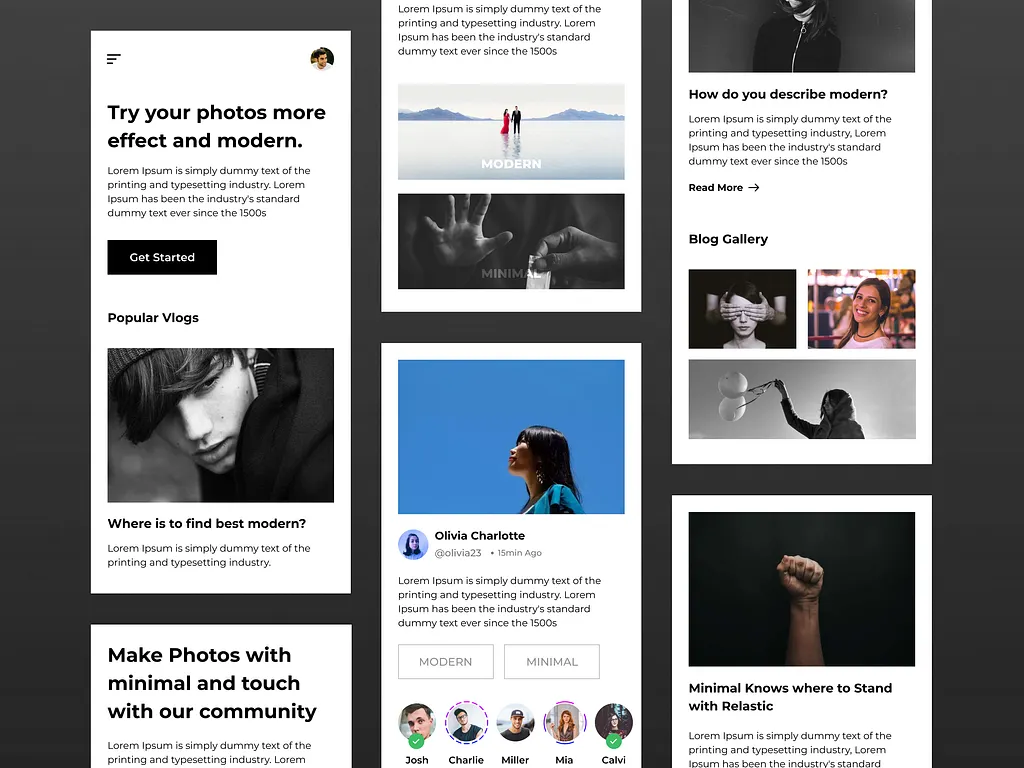 Try your photos more
effect and modern.
Lorem Ipsum is simply dummy text of the
printing and typesetting industry. Lorem
Ipsum has been the industry's standard
dummy text ever since the 1500s
Get Started
Popular Vlogs
Where is to find best modern?
Lorem Ipsum is simply dummy text of the
printing and typesetting industry.
Make Photos with
minimal and touch
with our community
Lorem Ipsum is simply dummy text of the
printing and typesetting industry. Lorem
Lorem Ipsum is simply dummy text of the
printing and typesetting industry. Lorem
Ipsum has been the industry's standard
dummy text ever since the 1500s
MODERN
MINIMAL
Olivia Charlotte
@olivia23 • 15min Ago
Lorem Ipsum is simply dummy text of the
printing and typesetting industry. Lorem
Ipsum has been the industry's standard
dummy text ever since the 1500s
MODERN MINIMAL
Josh Charlie Miller Mia Calvi
How do you describe modern?
Lorem Ipsum is simply dummy text of the
printing and typesetting industry, Lorem
Ipsum has been the industry's standard
dummy text ever since the 1500s
Read More →
Blog Gallery
Minimal Knows where to Stand
with Relastic
Lorem Ipsum is simply dummy text of the
printing and typesetting industry, Lorem
Ipsum has been the industry's standard